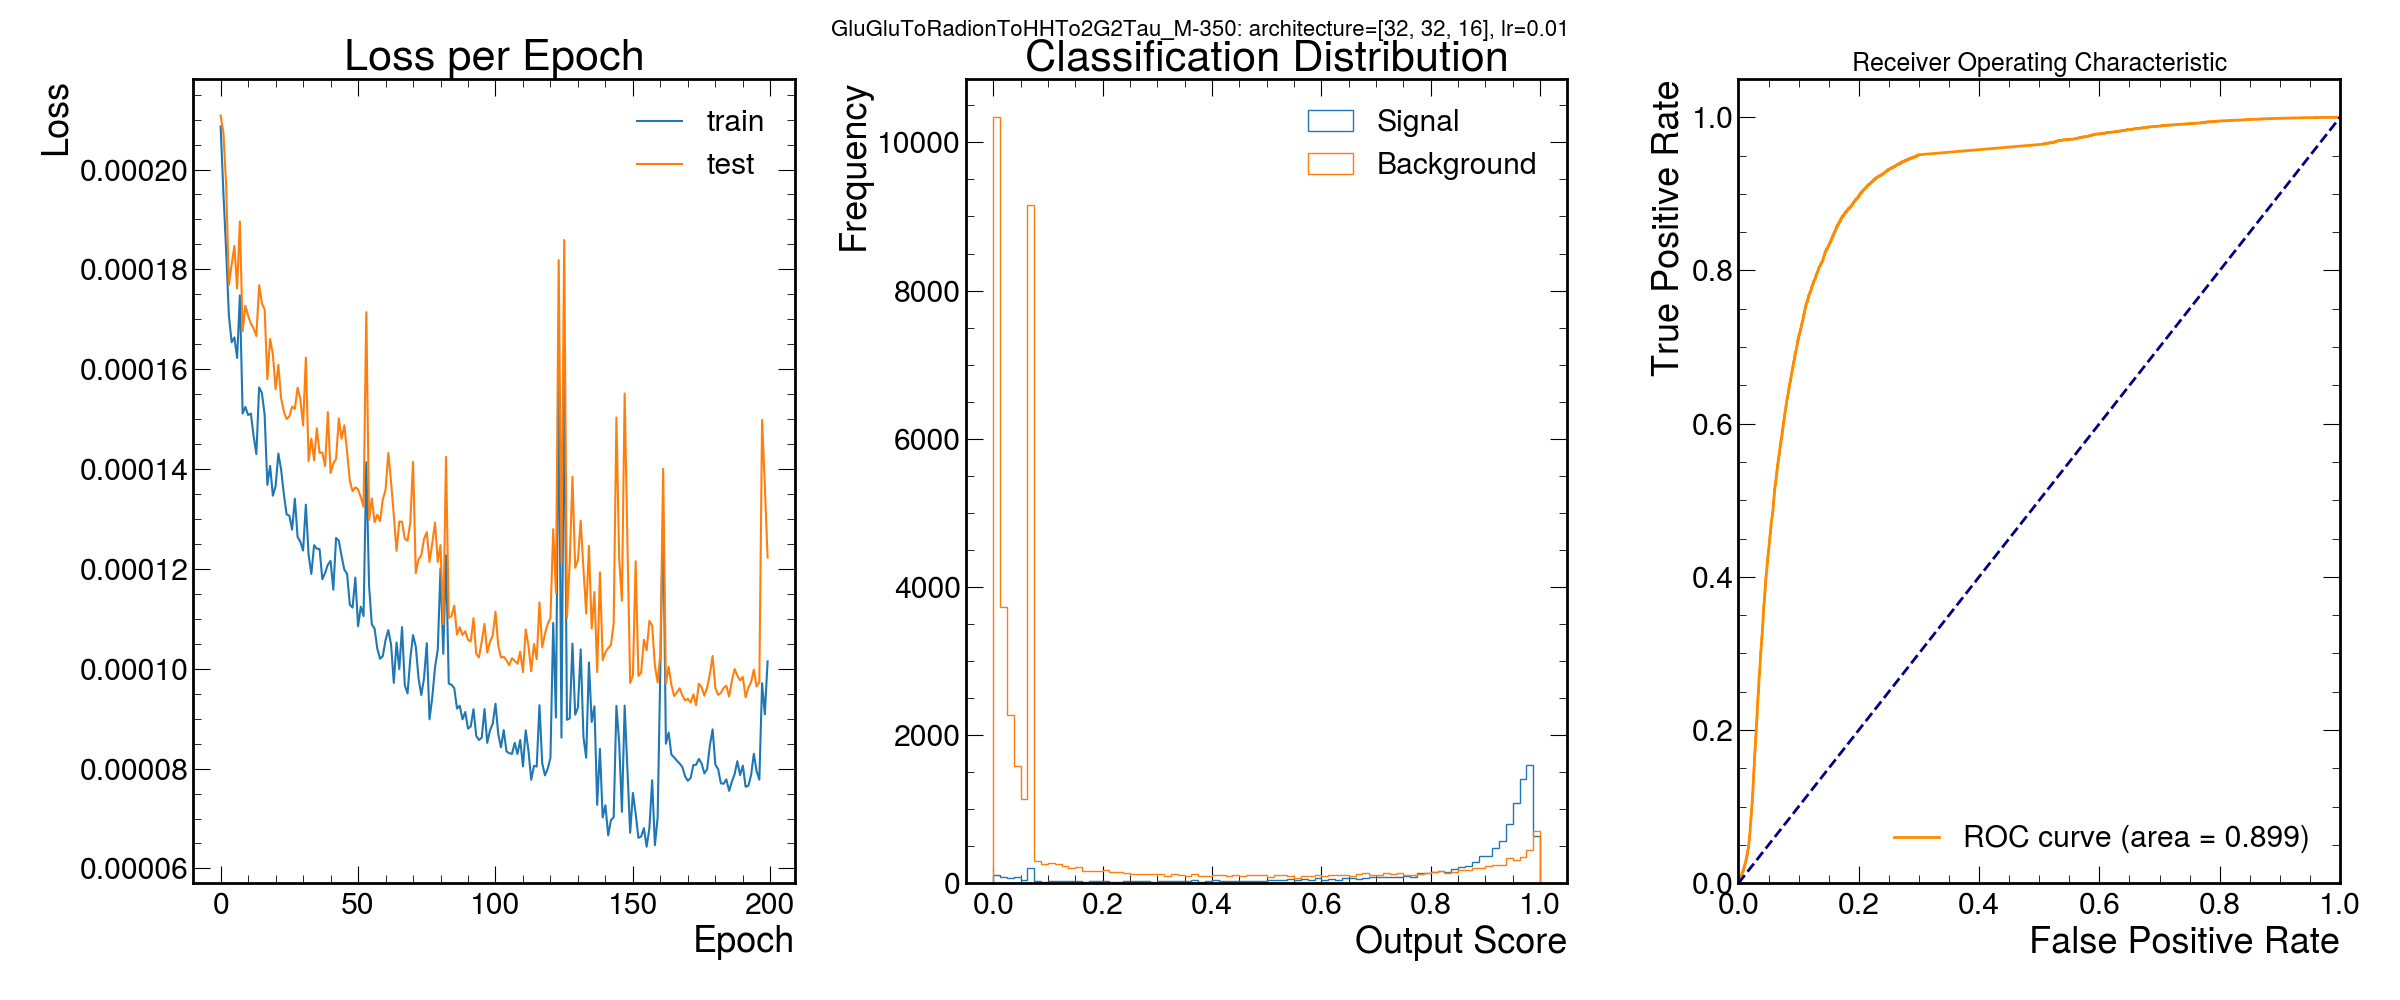 GluGluToRadionToHHTo2G2Tau_M-350: architecture=[32, 32, 16], lr=0.01
Loss per Epoch
Loss
0.00020
0.00018
0.00016
0.00014
0.00012
0.00010
0.00008
0.00006
0 50 100 150 200
Epoch
train
test
Classification Distribution
Frequency
10000
8000
6000
4000
2000
0
0.0 0.2 0.4 0.6 0.8 1.0
Output Score
Signal
Background
Receiver Operating Characteristic
True Positive Rate
1.0
0.8
0.6
0.4
0.2
0.0
0.0 0.2 0.4 0.6 0.8 1.0
False Positive Rate
ROC curve (area = 0.899)